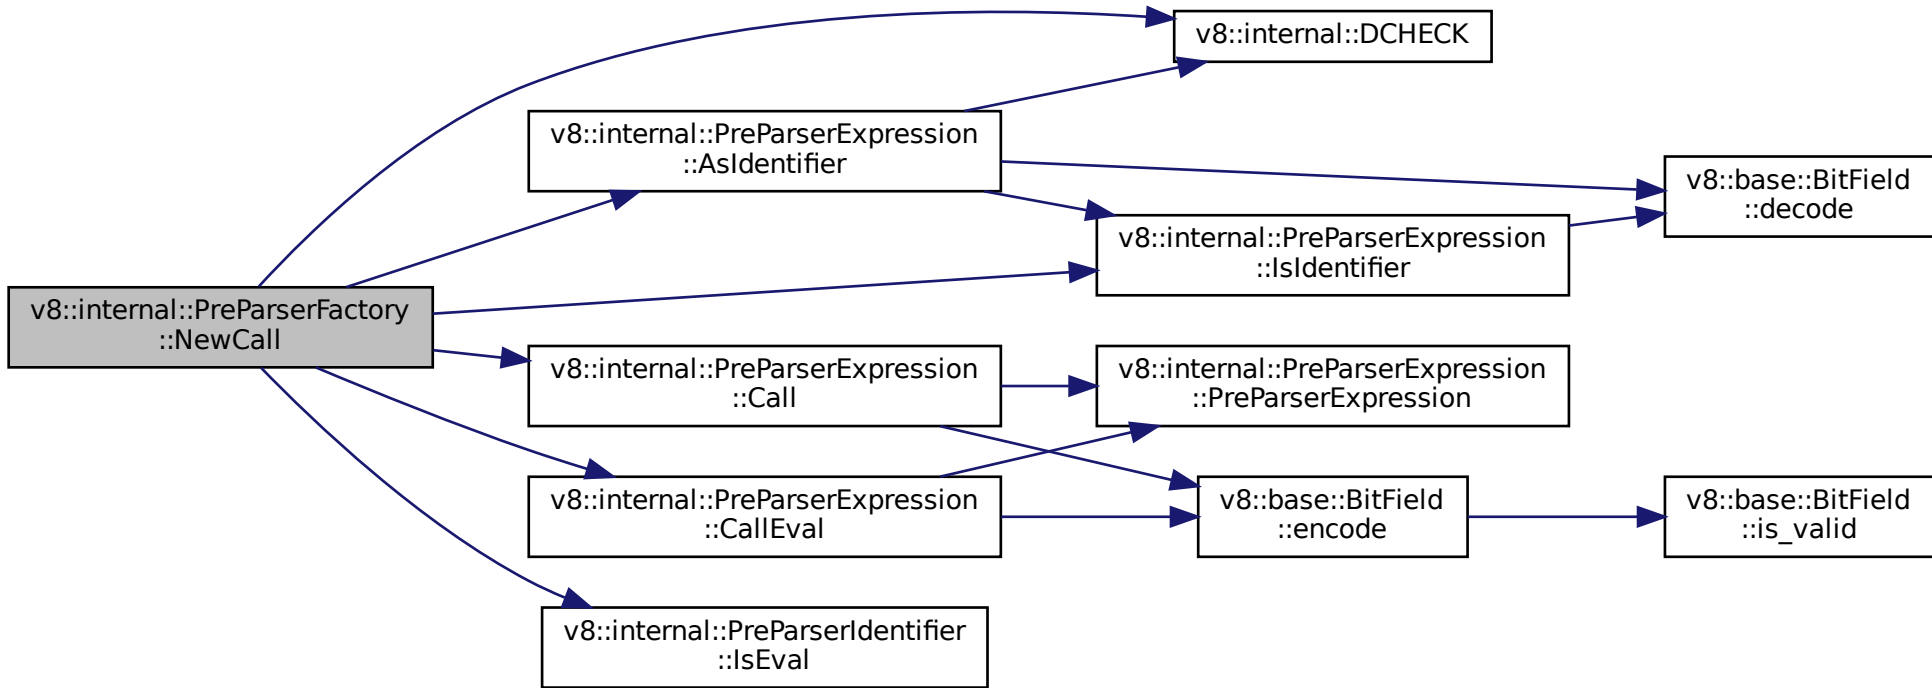 v8::internal::DCHECK
v8::internal::PreParserExpression
::AsIdentifier
v8::base::BitField
::decode
v8::internal::PreParserExpression
::IsIdentifier
v8::internal::PreParserFactory
::NewCall
v8::internal::PreParserExpression
::Call
v8::internal::PreParserExpression
::PreParserExpression
v8::internal::PreParserExpression
::CallEval
v8::base::BitField
::encode
v8::base::BitField
::is_valid
v8::internal::PreParserIdentifier
::IsEval